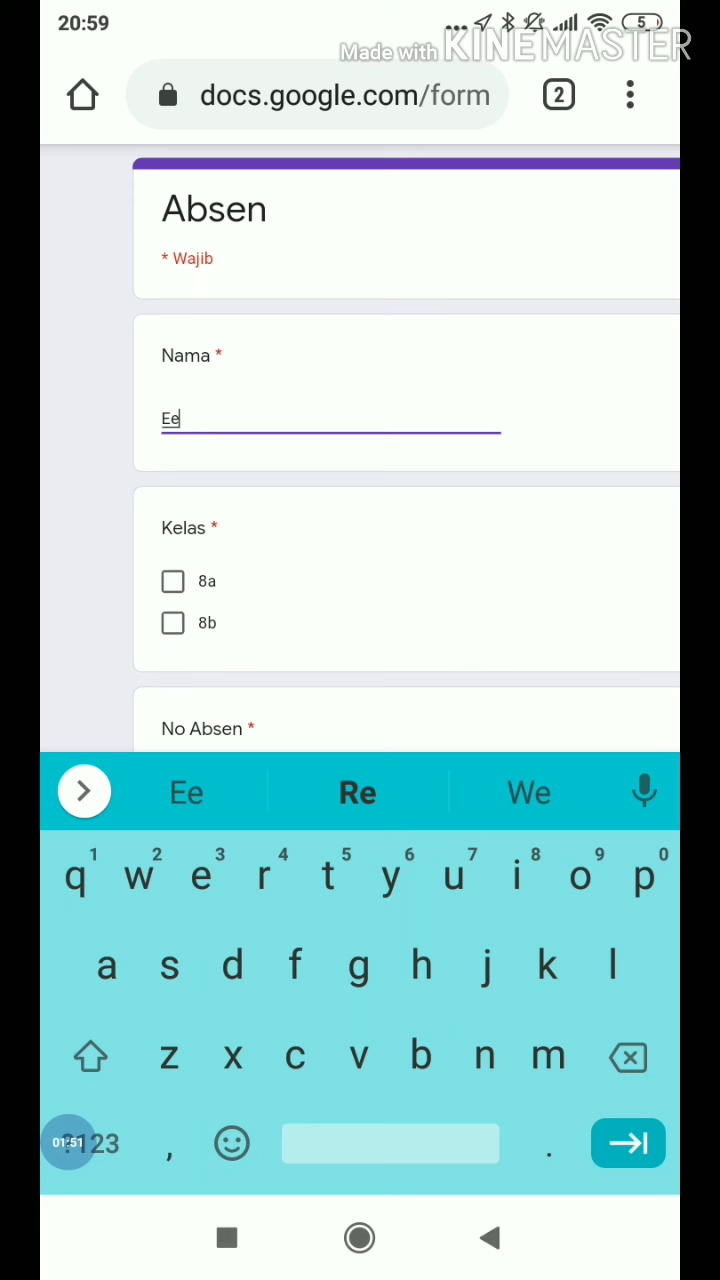 20:59
5
Made with KINEMASTER
docs.google.com/form
2
Absen
* Wajib
Nama *
Ee
Kelas *
8a
8b
No Absen *
Ee Re We
1 2 3 4 5 6 7 8 9 0
q w e r t y u i o p
a s d f g h j k l
z x c v b n m
01:51
?123 , .